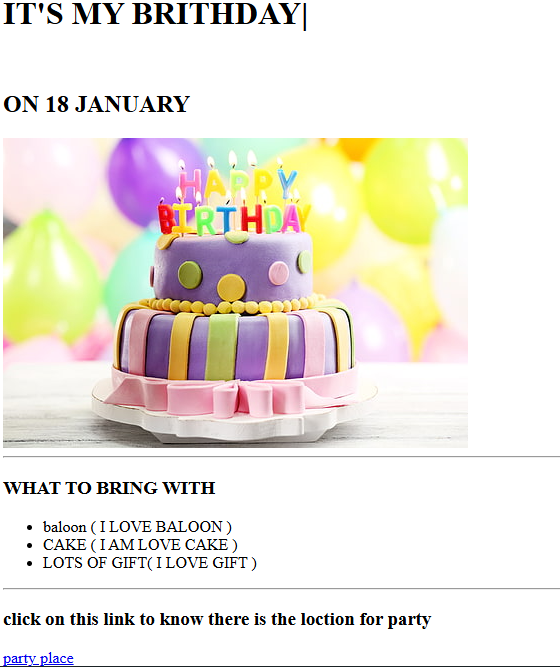 IT'S MY BRITHDAY|
ON 18 JANUARY
HAPPY
BIRTHDAY
WHAT TO BRING WITH
baloon ( I LOVE BALOON )
CAKE ( I AM LOVE CAKE )
LOTS OF GIFT( I LOVE GIFT )
click on this link to know there is the loction for party
party place